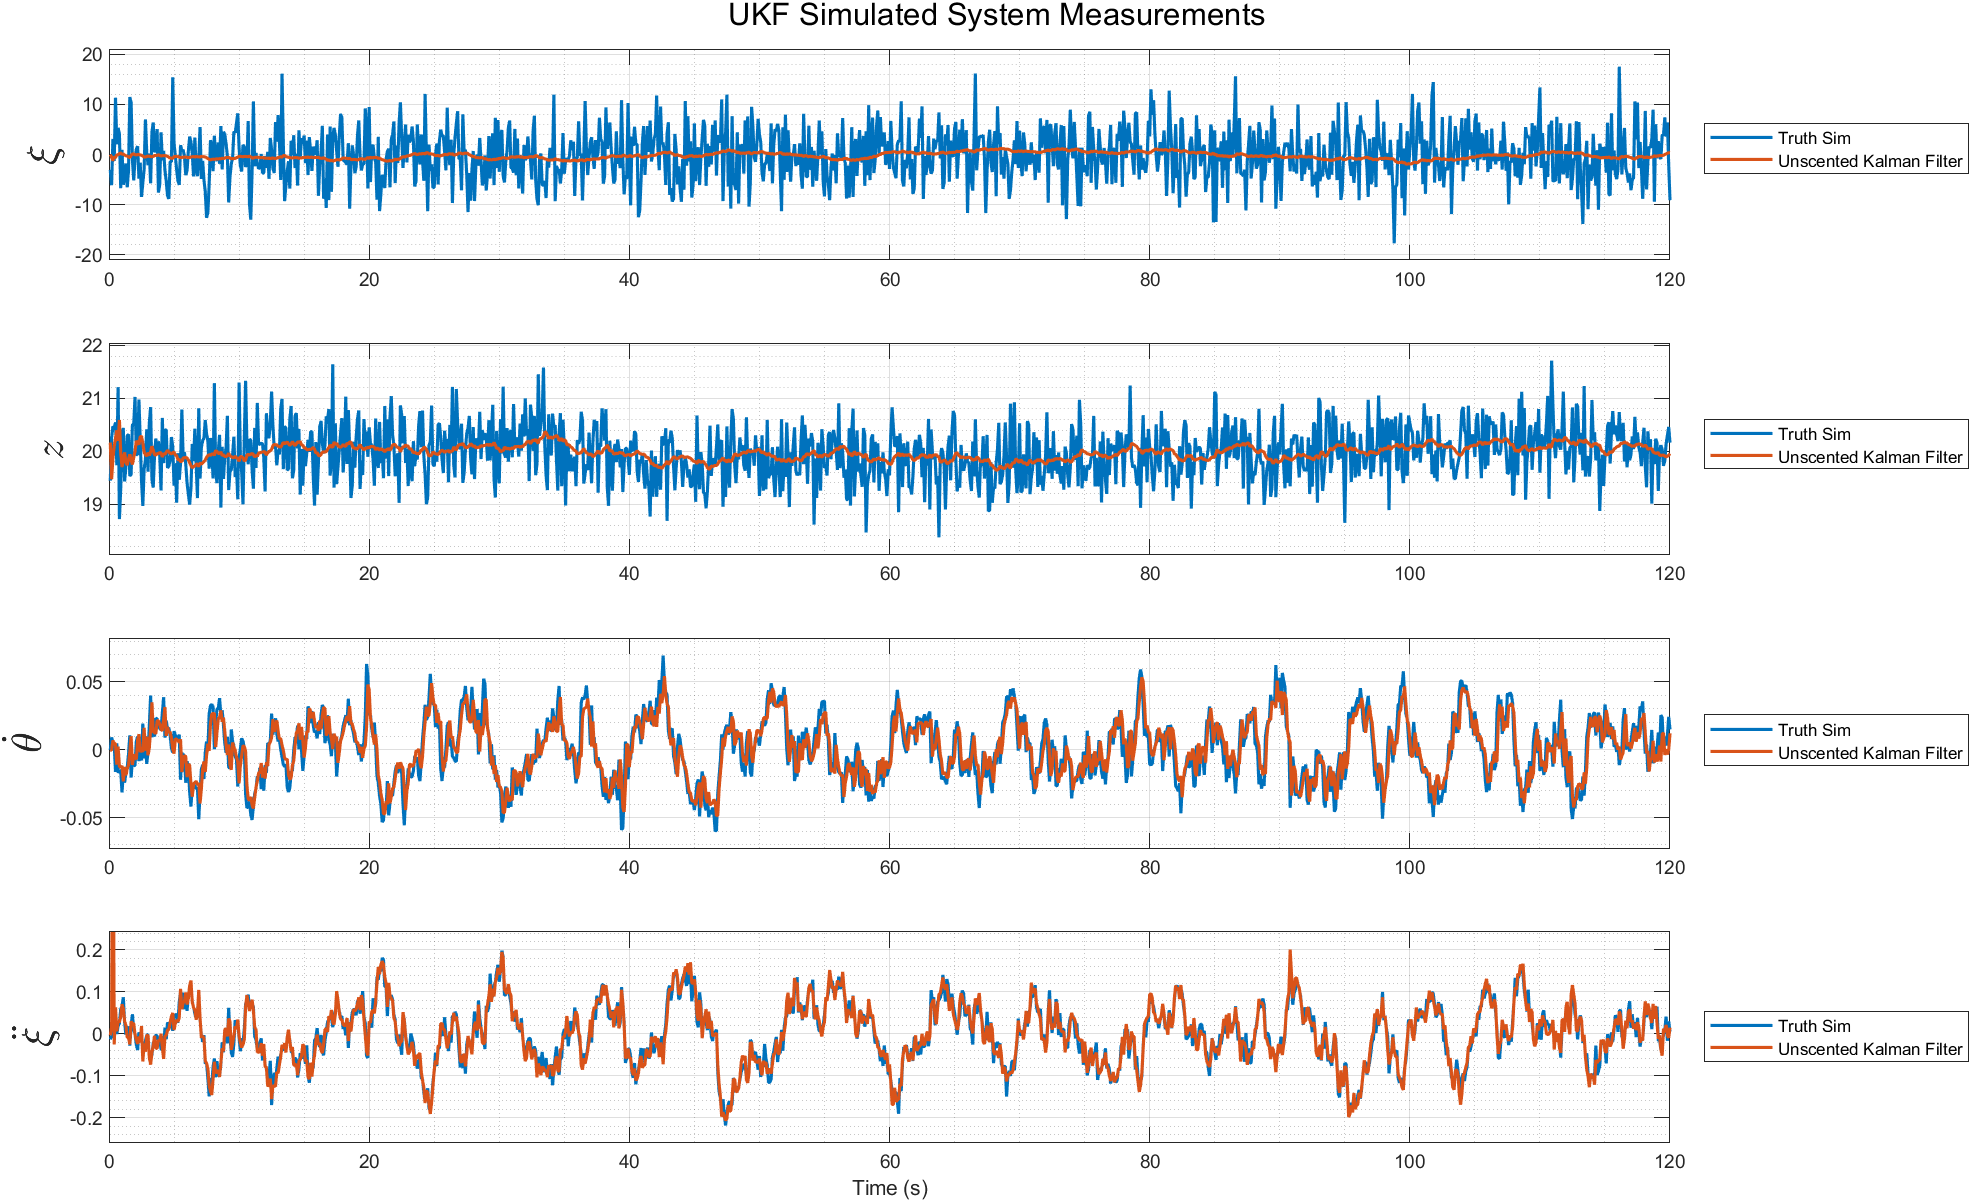 UKF Simulated System Measurements
ξ
20
10
0
-10
-20
0 20 40 60 80 100 120
Truth Sim
Unscented Kalman Filter
z
22
21
20
19
0 20 40 60 80 100 120
Truth Sim
Unscented Kalman Filter
θ̇
0.05
0
-0.05
0 20 40 60 80 100 120
Truth Sim
Unscented Kalman Filter
ξ̈
0.2
0.1
0
-0.1
-0.2
0 20 40 60 80 100 120
Truth Sim
Unscented Kalman Filter
Time (s)